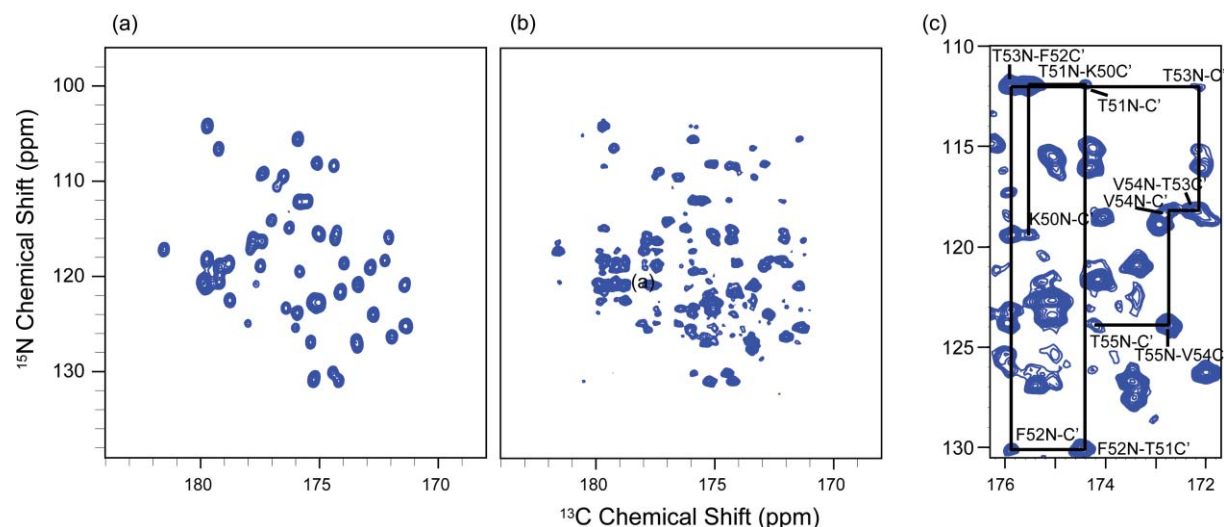 (a)
(b)
(c)
100
110
120
130
180
175
170
15N Chemical Shift (ppm)
(a)
180
175
170
13C Chemical Shift (ppm)
110
115
120
125
130
176
174
172
T53N-F52C'
T51N-K50C'
T53N-C'
T51N-C'
V54N-T53C'
V54N-C'
K50N-C'
T55N-C'
T55N-V54C
F52N-C'
F52N-T51C'